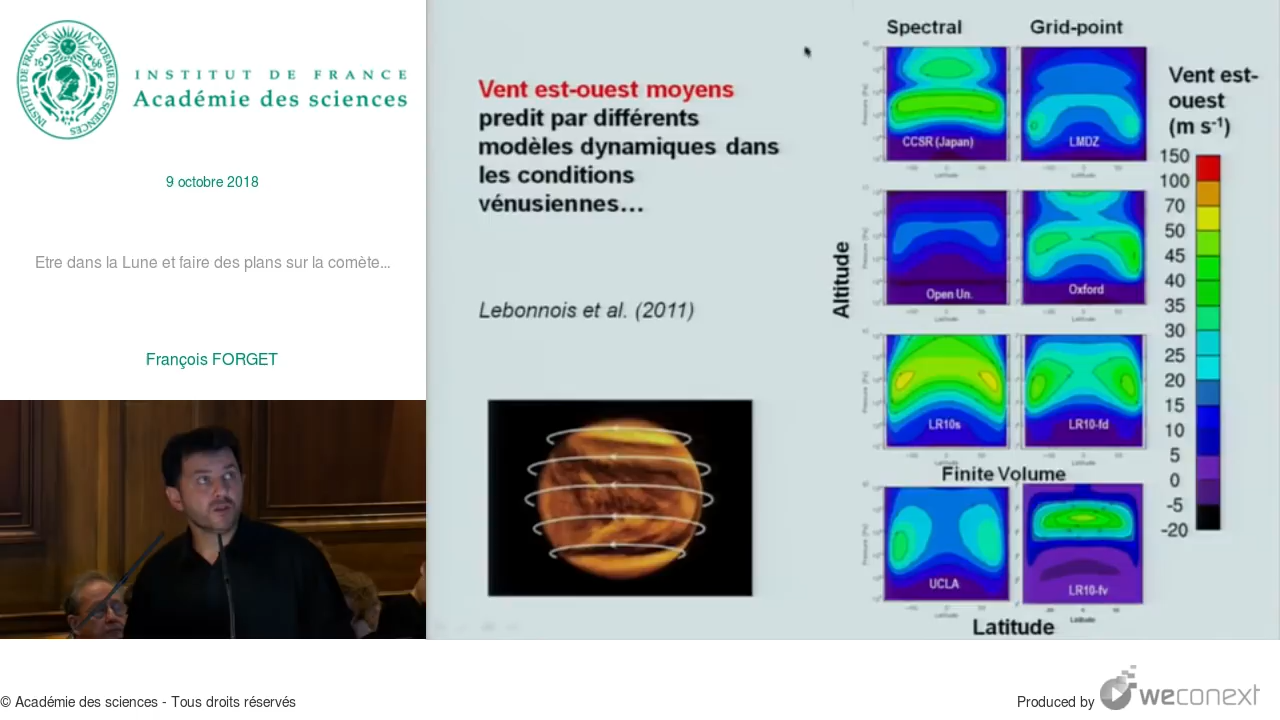 INSTITUT DE FRANCE
Académie des sciences
9 octobre 2018
Etre dans la Lune et faire des plans sur la comète...
François FORGET
Vent est-ouest moyens
predit par différents
modèles dynamiques dans
les conditions
vénusiennes...
Lebonnois et al. (2011)
Spectral
Grid-point
CCSR (Japan)
LMDZ
Open Un.
Oxford
LR10s
LR10-fd
Finite Volume
UCLA
LR10-fv
Altitude
Latitude
Vent est-
ouest
(m s-1)
150
100
70
50
45
40
35
30
25
20
15
10
5
0
-5
-20
© Académie des sciences - Tous droits réservés
Produced by weconext